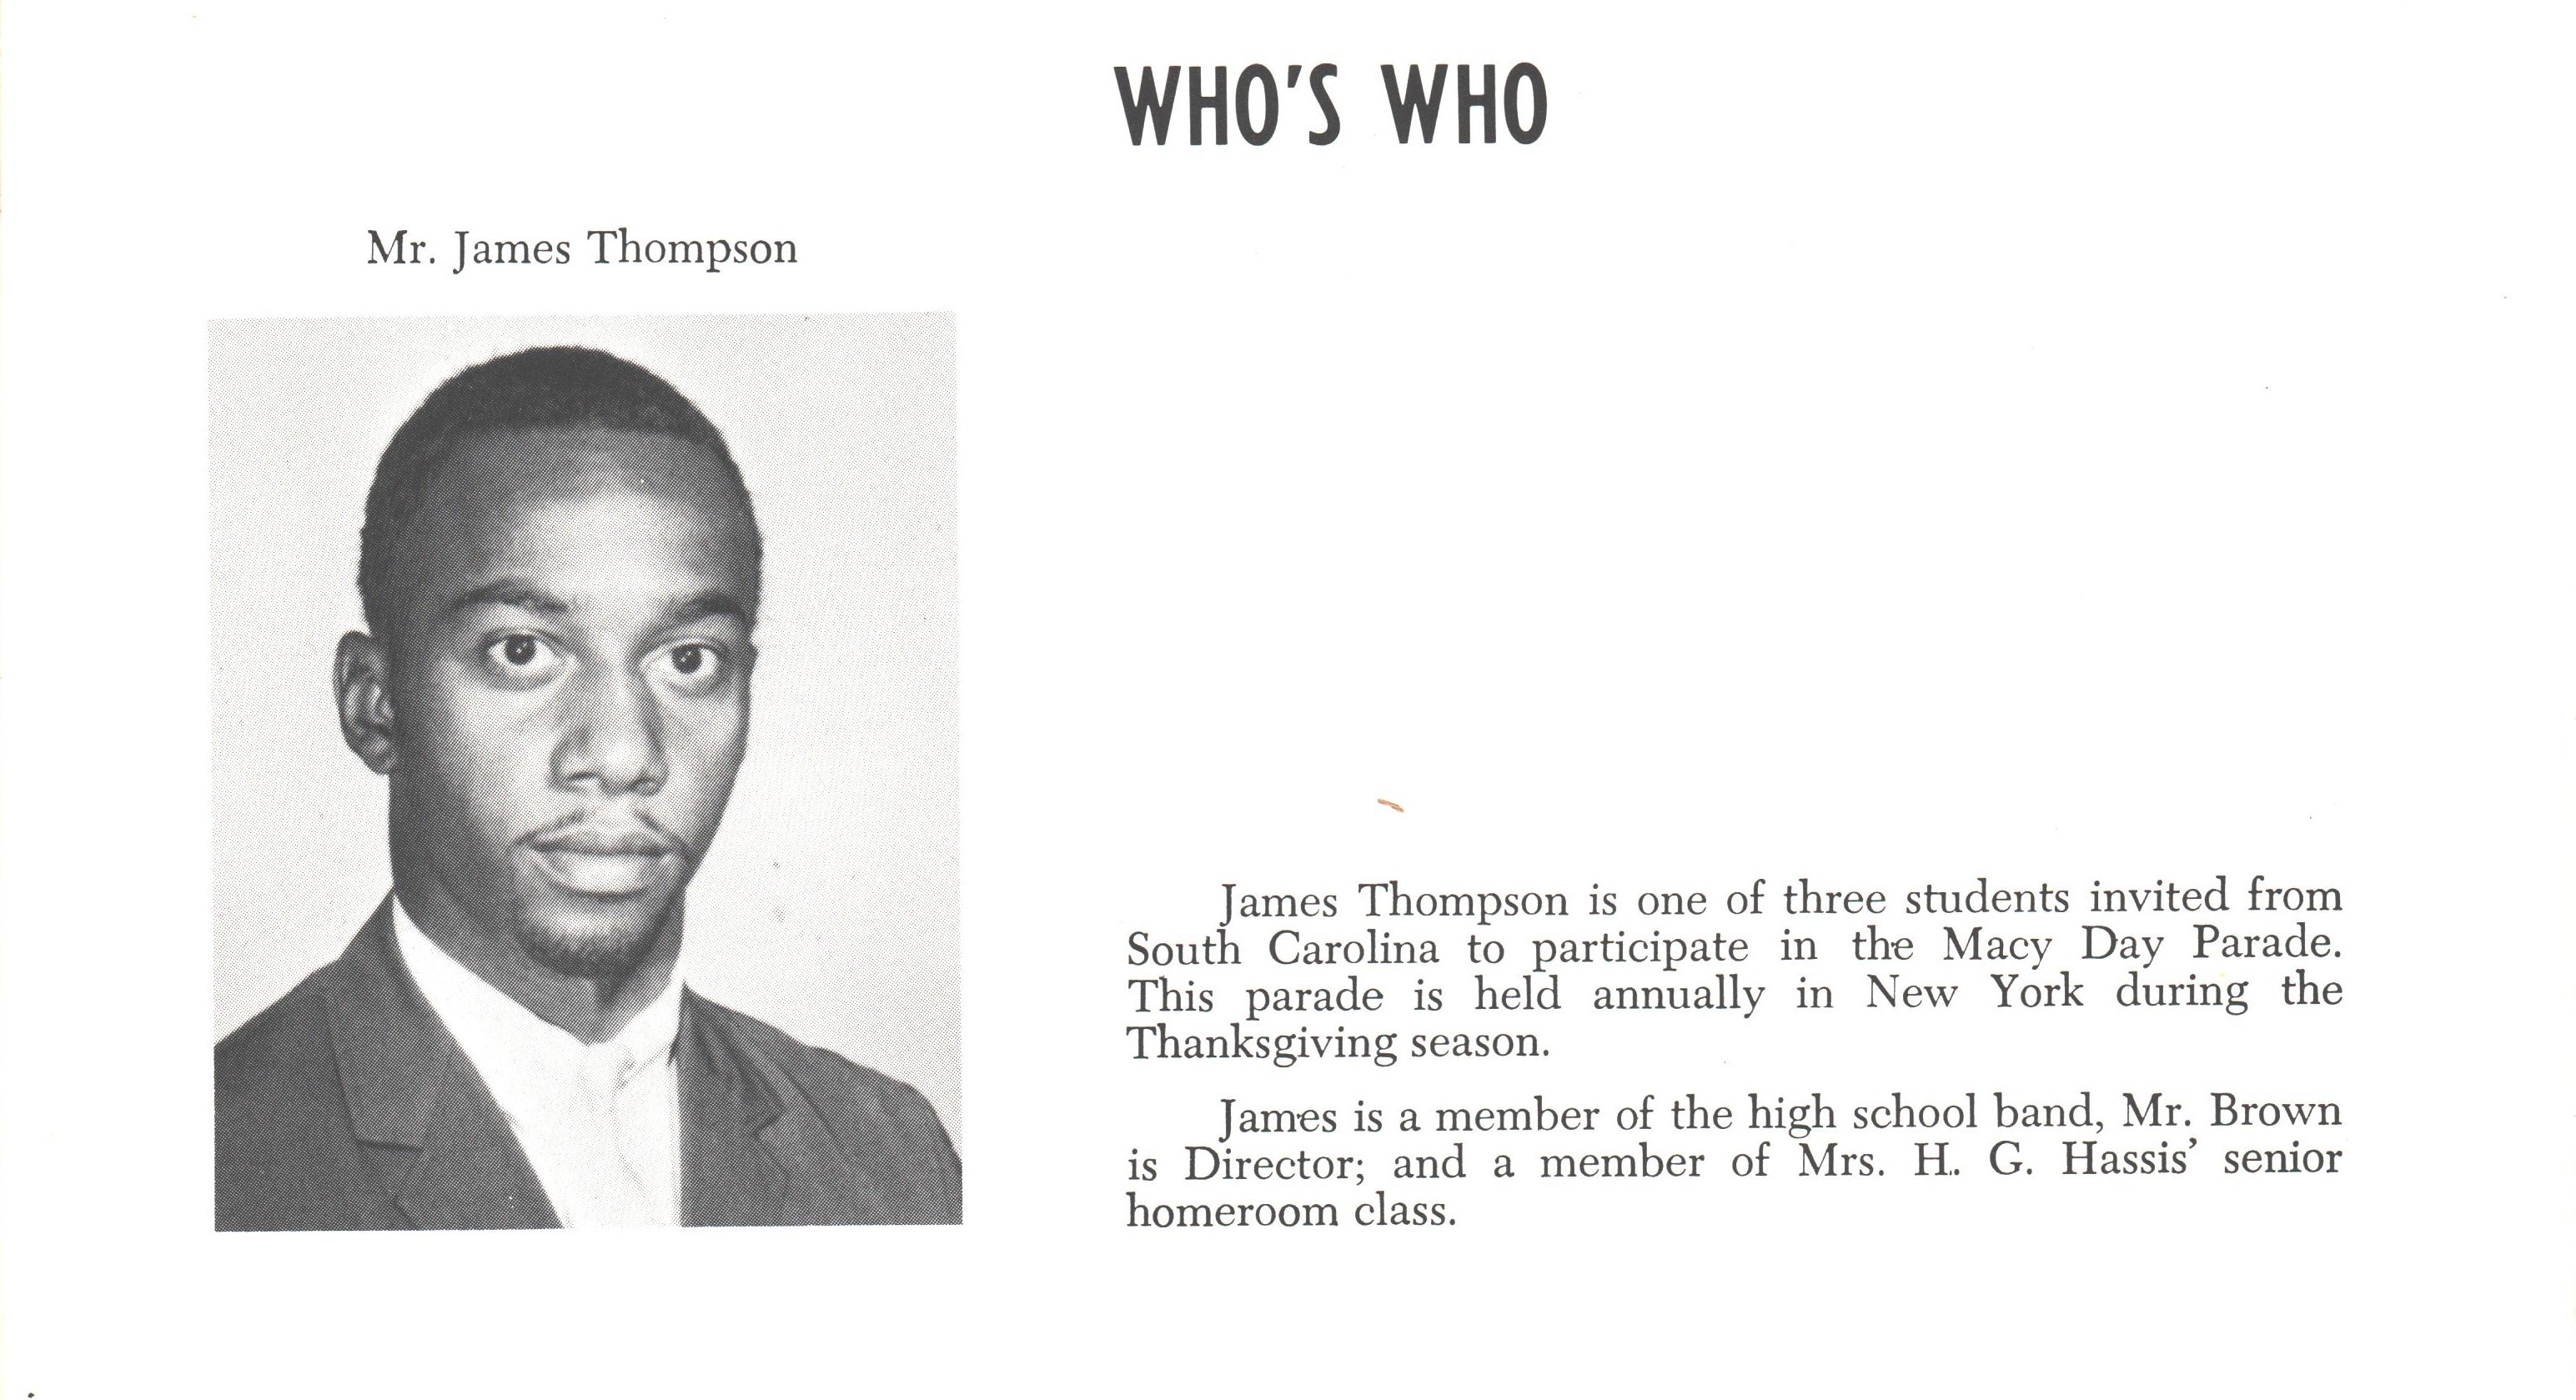 WHO'S WHO
Mr. James Thompson
James Thompson is one of three students invited from
South Carolina to participate in the Macy Day Parade.
This parade is held annually in New York during the
Thanksgiving season.
James is a member of the high school band, Mr. Brown
is Director; and a member of Mrs. H. G. Hassis' senior
homeroom class.